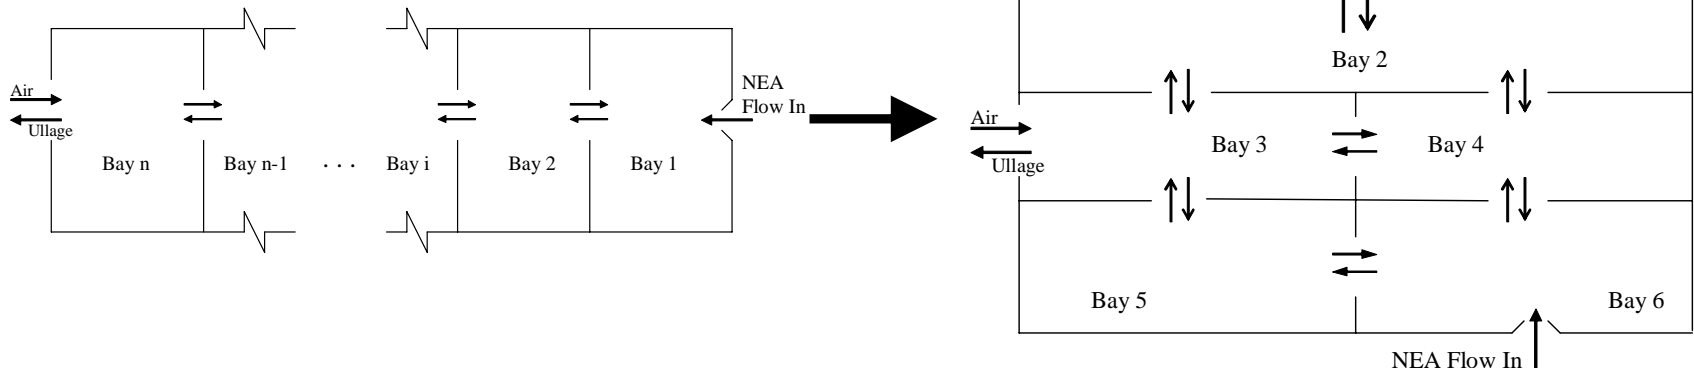 Air
Ullage
NEA
Flow In
Bay n
Bay n-1
. . .
Bay i
Bay 2
Bay 1
Bay 2
Air
Ullage
Bay 3
Bay 4
Bay 5
Bay 6
NEA Flow In